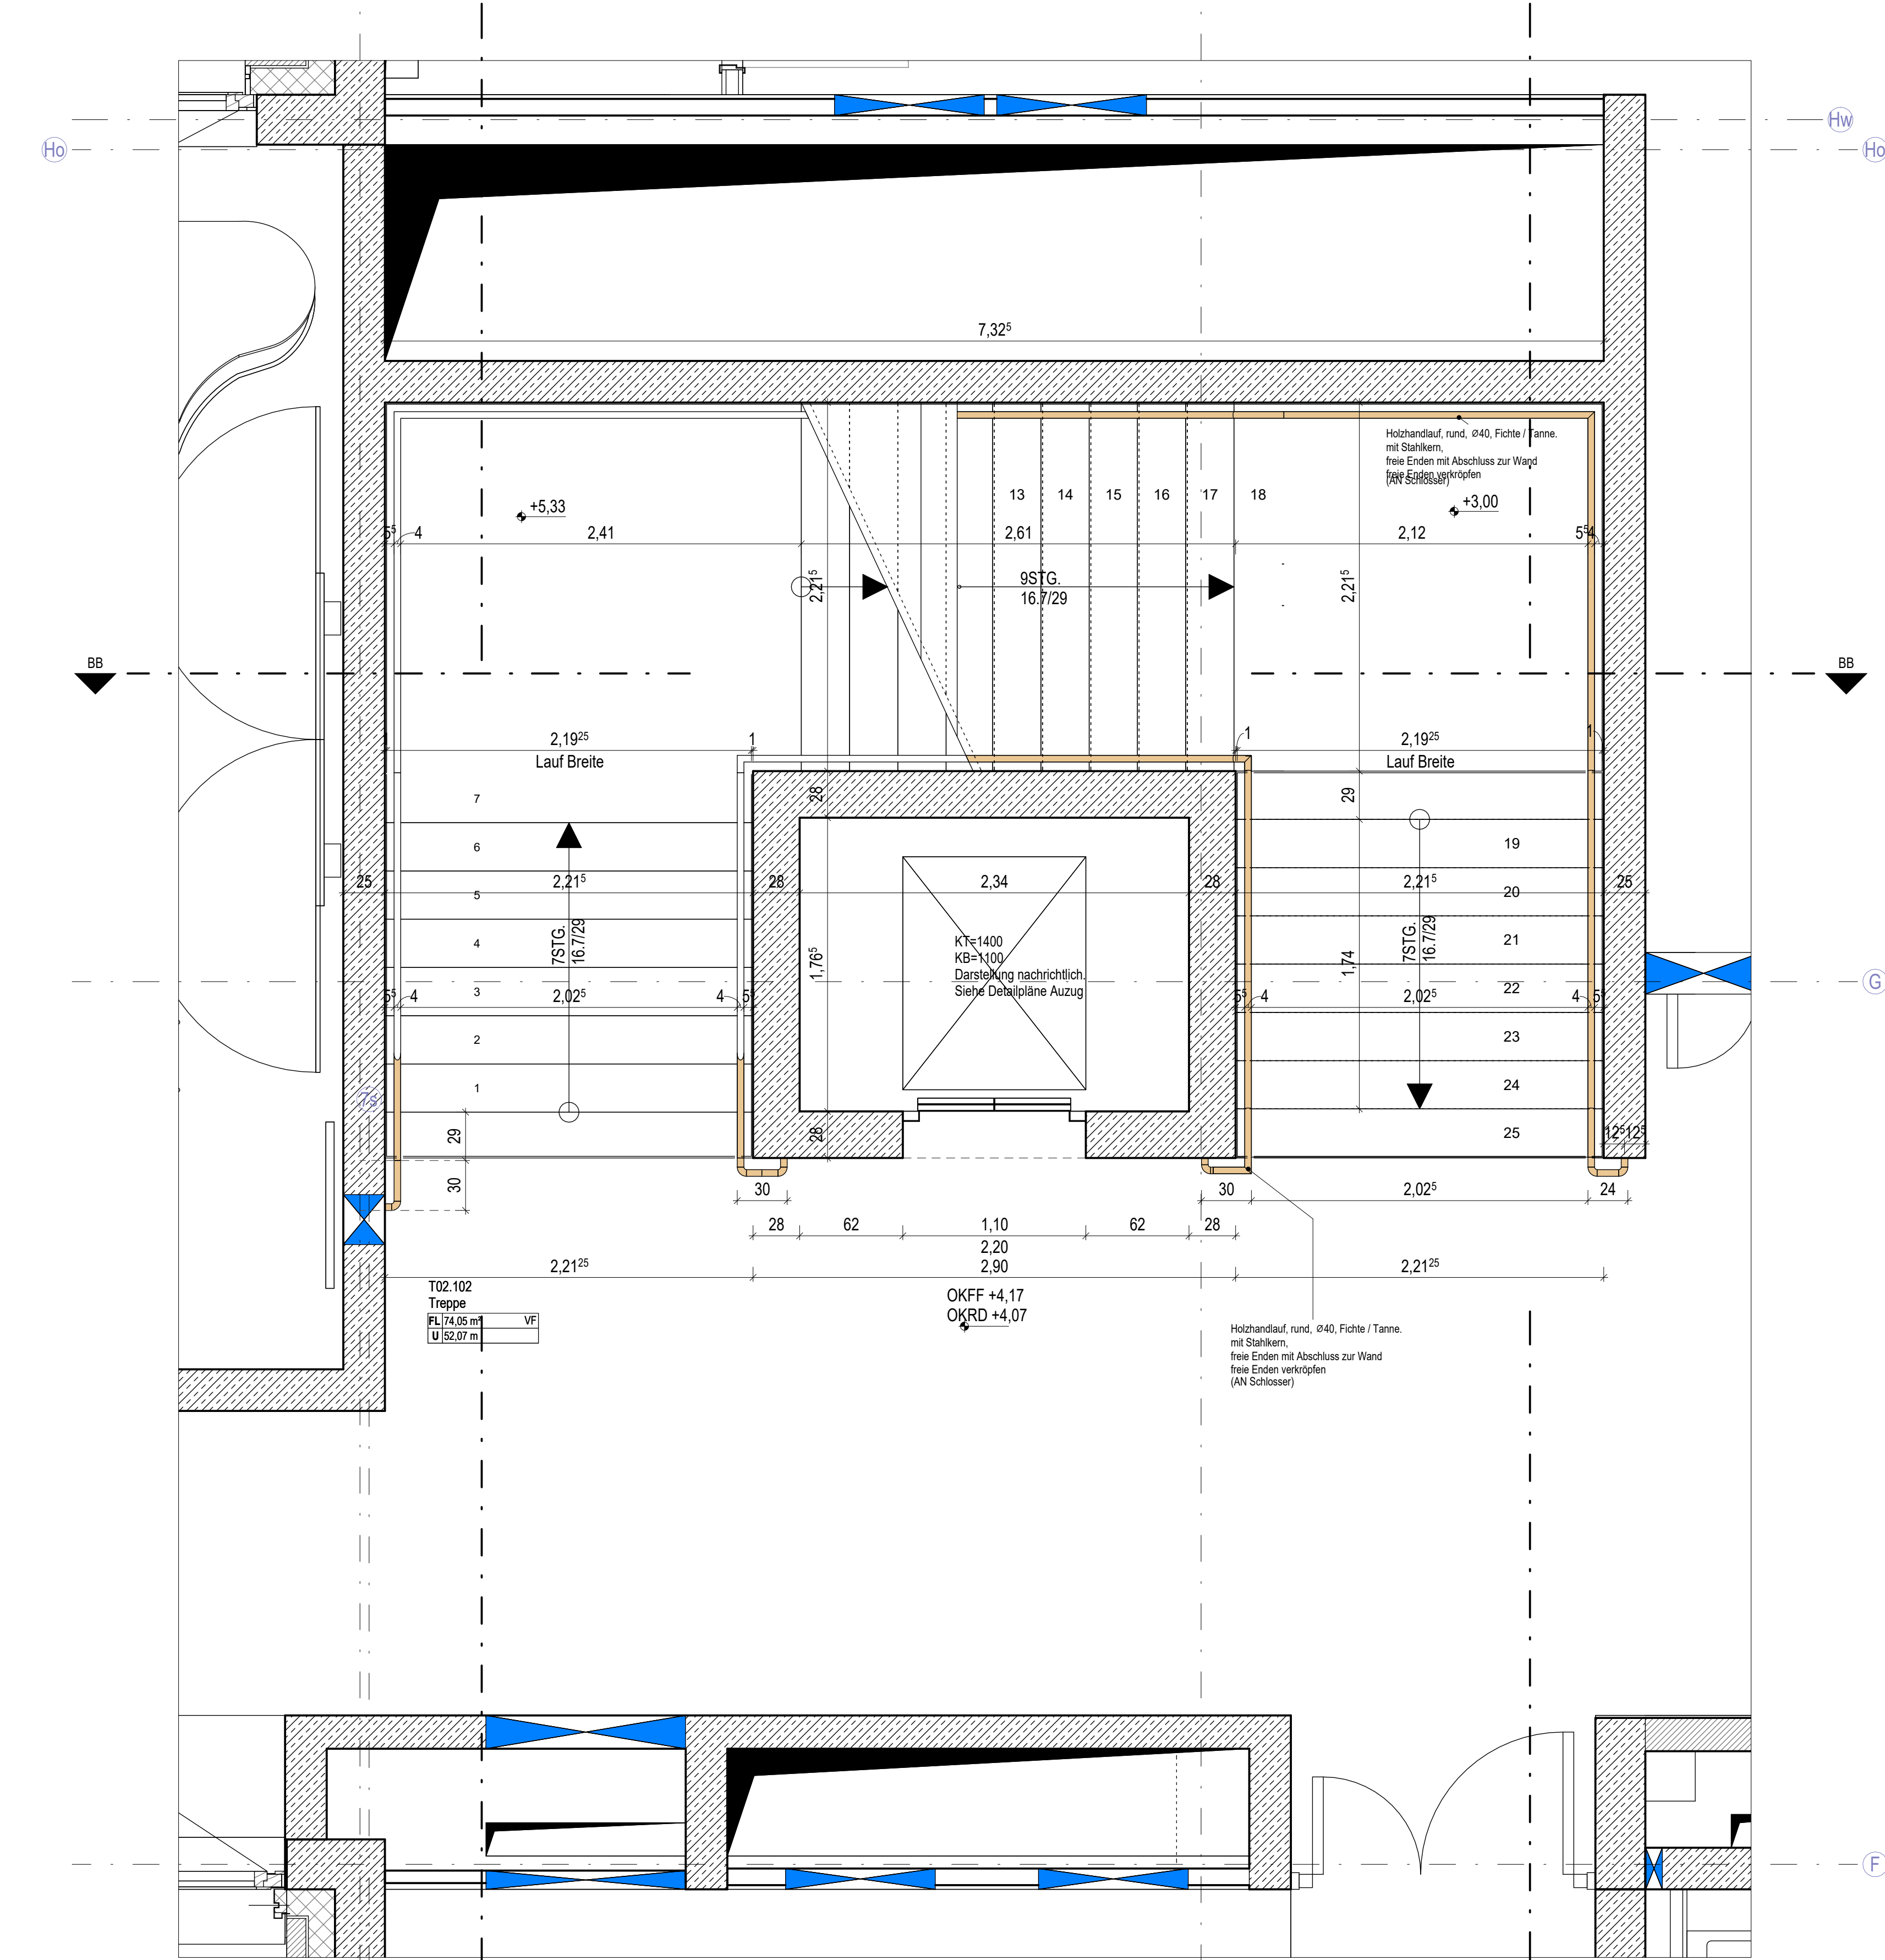 Hw
Ho
Ho
7,32⁵
Holzhandlauf, rund, Ø40, Fichte / Tanne.
mit Stahlkern,
freie Enden mit Abschluss zur Wand
freie Enden verkröpfen
(AN Schlosser)
+5,33
13 14 15 16 17 18
+3,00
5⁵ 4 2,41 2,61 2,12 5⁵ 4
2,21⁵
9STG.
16.7/29
2,21⁵
BB
BB
2,19²⁵ 1 1 2,19²⁵ 1
Lauf Breite
Lauf Breite
7
28
29
6
19
25 2,21⁵ 28 2,34 28 2,21⁵ 25
5
20
4
21
7STG.
16.7/29
1,76⁵
KT=1400
KB=1100
Darstellung nachrichtlich.
Siehe Detailpläne Auzug
1,74
7STG.
16.7/29
G
3
22
5⁵ 4 2,02⁵ 4 5⁵ 5⁵ 4 2,02⁵ 4 5⁵
2
23
1
24
7s
29
28
25
12⁵ 12⁵
30
30 30 2,02⁵ 24
28 62 1,10 62 28
2,20
2,21²⁵ 2,90 2,21²⁵
T02.102
Treppe
FL 74,05 m² VF
U 52,07 m
OKFF +4,17
OKRD +4,07
Holzhandlauf, rund, Ø40, Fichte / Tanne.
mit Stahlkern,
freie Enden mit Abschluss zur Wand
freie Enden verkröpfen
(AN Schlosser)
F